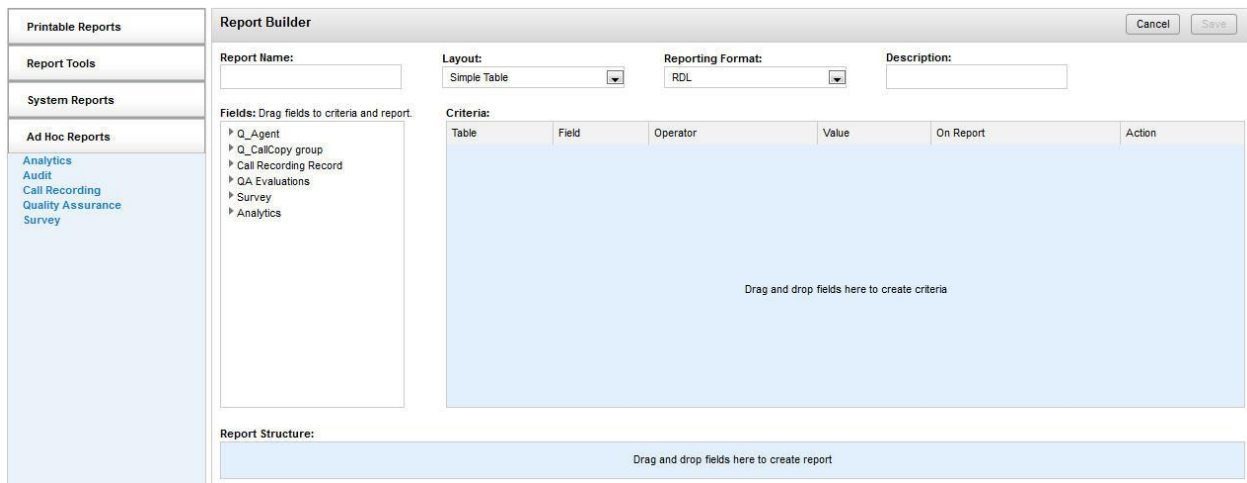 Printable Reports
Report Tools
System Reports
Ad Hoc Reports
Analytics
Audit
Call Recording
Quality Assurance
Survey
Report Builder
Cancel
Save
Report Name:
Layout:
Simple Table
Reporting Format:
RDL
Description:
Fields: Drag fields to criteria and report.
Q_Agent
Q_CallCopy group
Call Recording Record
QA Evaluations
Survey
Analytics
Criteria:
Table Field Operator Value On Report Action
Drag and drop fields here to create criteria
Report Structure:
Drag and drop fields here to create report